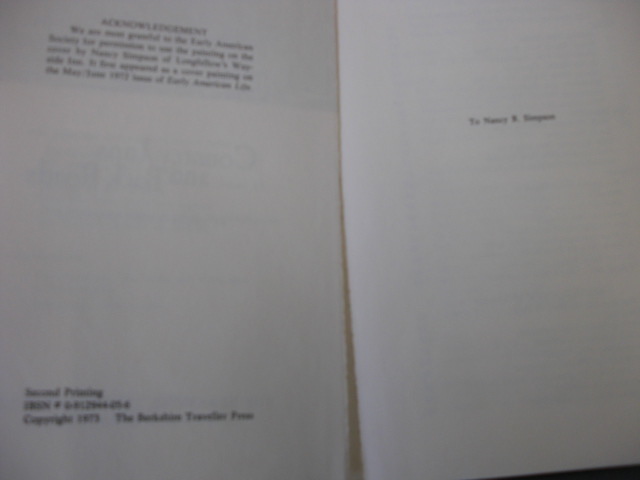 ACKNOWLEDGEMENT
We are most grateful to the Early American
Society for permission to use the painting on the
cover by Nancy Simpson of Longfellow's Way-
side Inn. It first appeared as a cover painting on
the May/June 1972 issue of Early American Life.
Second Printing
ISBN # 0-912944-05-6
Copyright 1973 The Berkshire Traveller Press
To Nancy R. Simpson